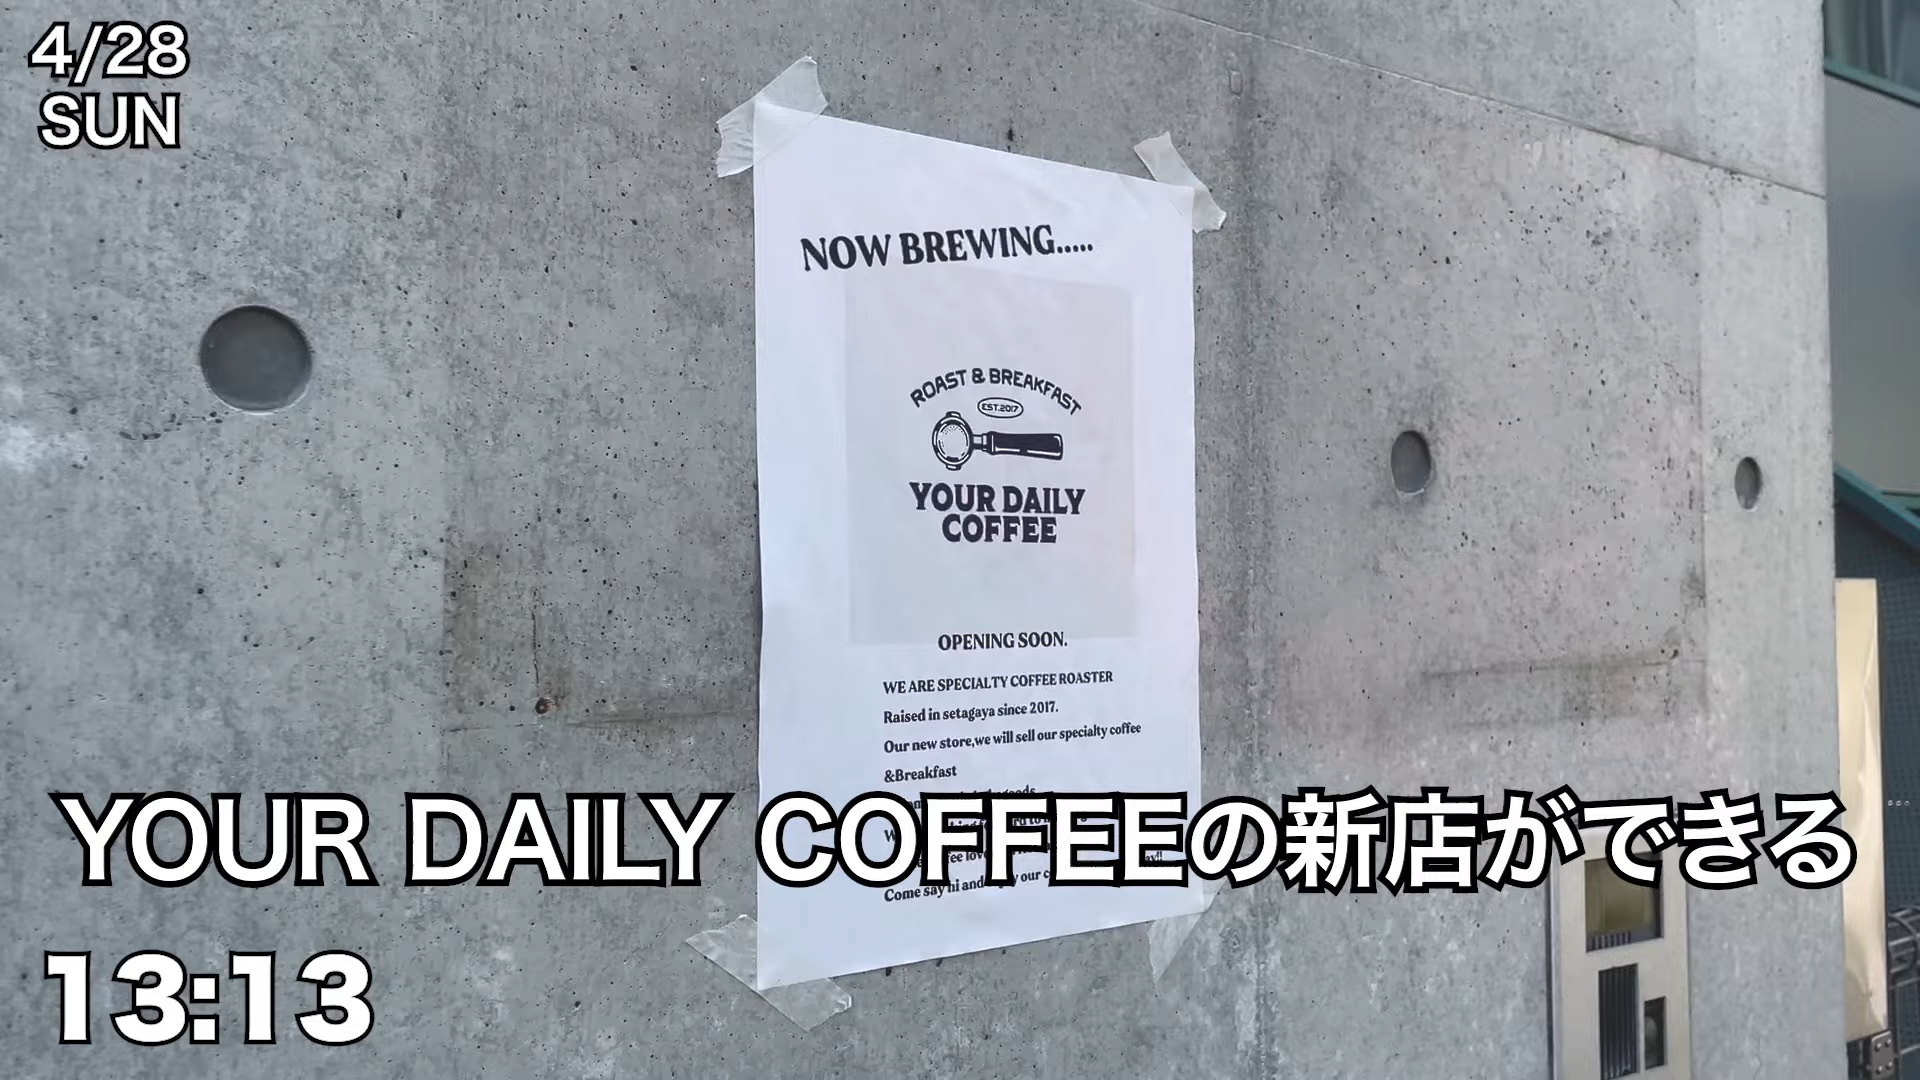 4/28
SUN
NOW BREWING.....
ROAST & BREAKFAST
EST.2017
YOUR DAILY
COFFEE
OPENING SOON.
WE ARE SPECIALTY COFFEE ROASTER
Raised in setagaya since 2017.
Our new store,we will sell our specialty coffee
&Breakfast
YOUR DAILY COFFEEの新店ができる
Come say hi and our
13:13